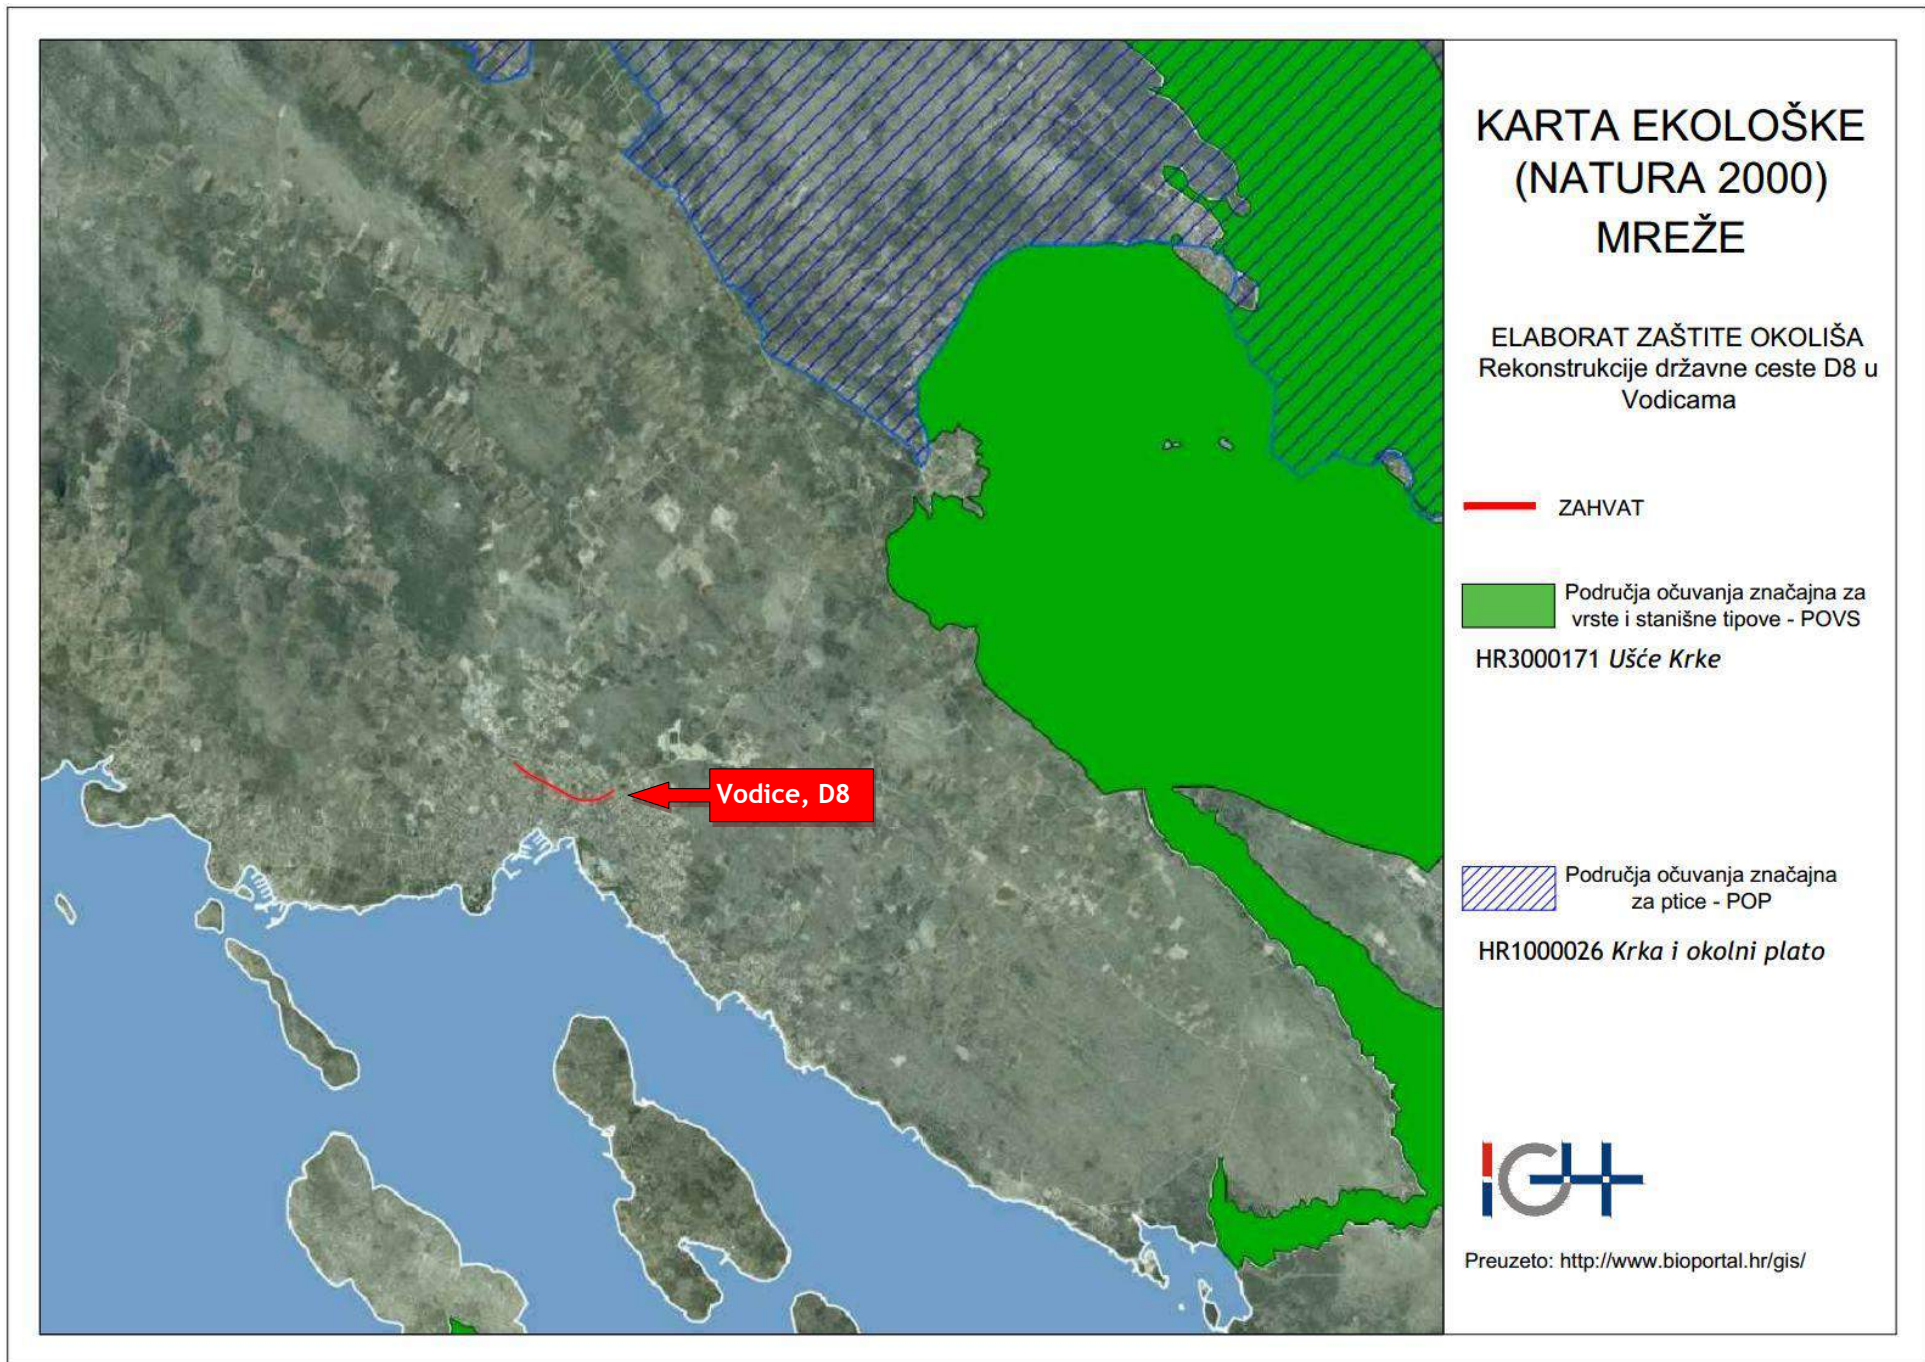 KARTA EKOLOŠKE
(NATURA 2000)
MREŽE
ELABORAT ZAŠTITE OKOLIŠA
Rekonstrukcije državne ceste D8 u
Vodicama
ZAHVAT
Područja očuvanja značajna za
vrste i stanišne tipove - POVS
HR3000171 Ušće Krke
Vodice, D8
Područja očuvanja značajna
za ptice - POP
HR1000026 Krka i okolni plato
IGH
Preuzeto: http://www.bioportal.hr/gis/